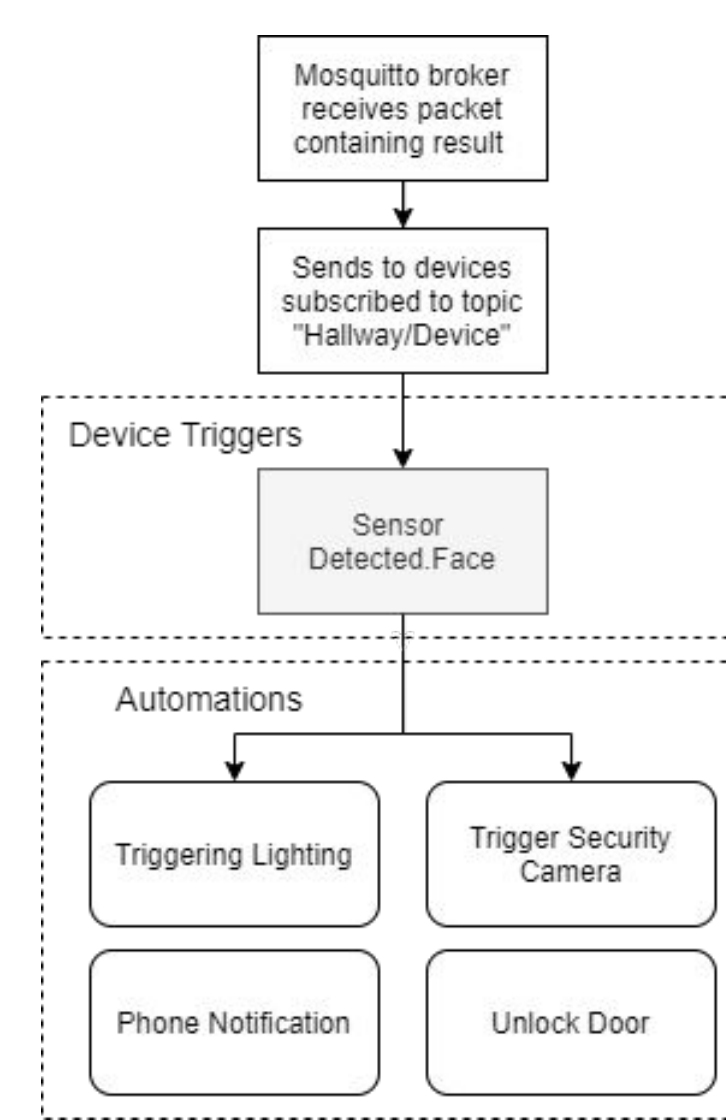 Mosquitto broker
receives packet
containing result
Sends to devices
subscribed to topic
"Hallway/Device"
Device Triggers
Sensor
Detected.Face
Automations
Triggering Lighting
Trigger Security
Camera
Phone Notification
Unlock Door